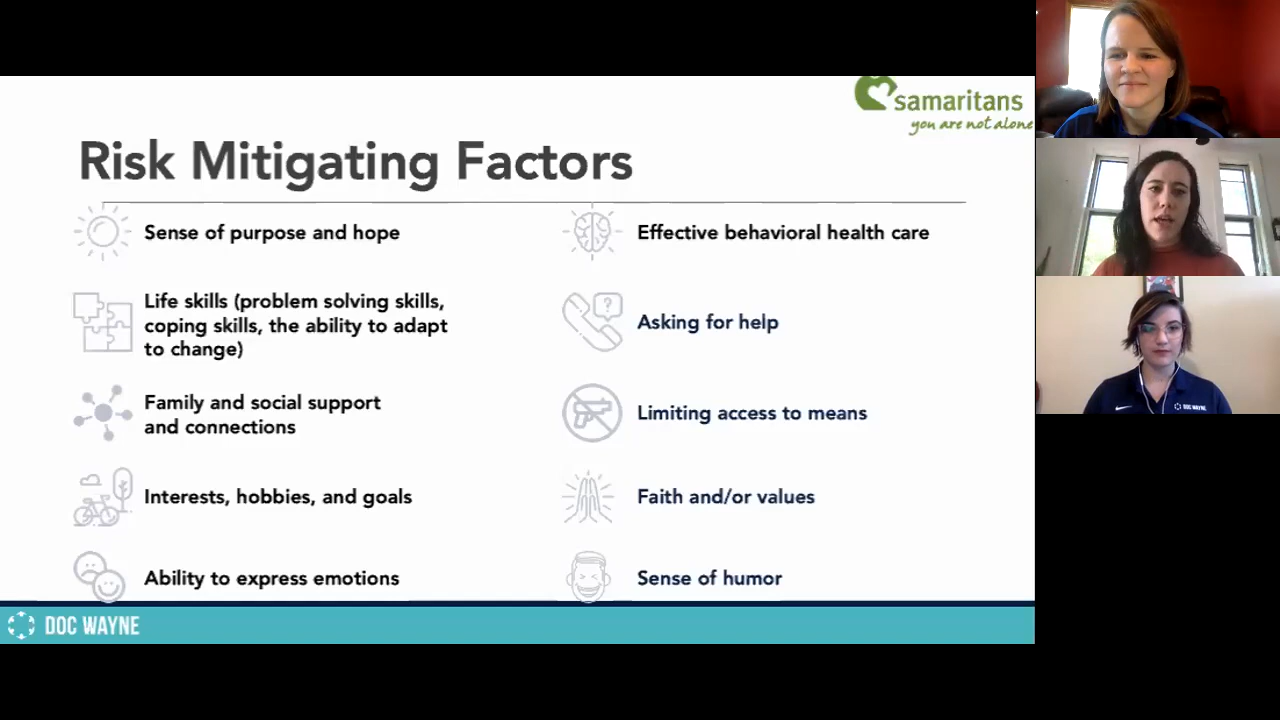 samaritans
you are not alone
Risk Mitigating Factors
Sense of purpose and hope
Life skills (problem solving skills,
coping skills, the ability to adapt
to change)
Family and social support
and connections
Interests, hobbies, and goals
Ability to express emotions
Effective behavioral health care
?
Asking for help
Limiting access to means
Faith and/or values
Sense of humor
DOC WAYNE
DOC WAYNE